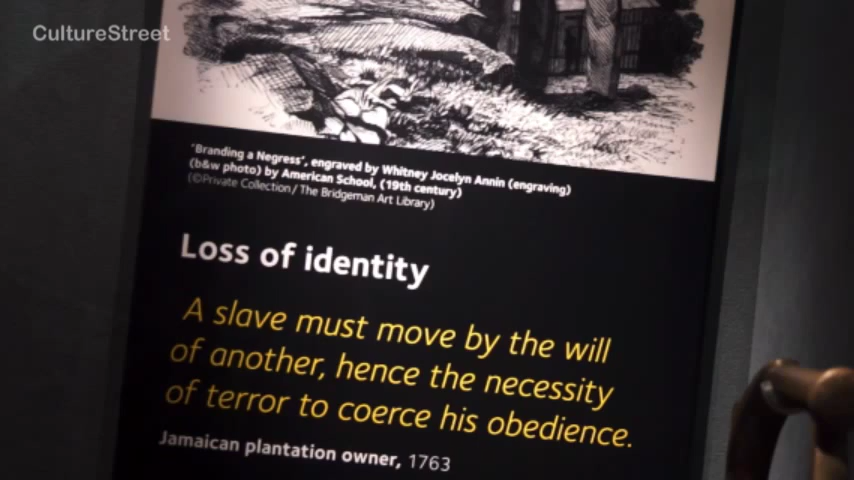 CultureStreet
'Branding a Negress', engraved by Whitney Jocelyn Annin (engraving)
(b&w photo) by American School, (19th century)
(©Private Collection / The Bridgeman Art Library)
Loss of identity
A slave must move by the will
of another, hence the necessity
of terror to coerce his obedience.
Jamaican plantation owner, 1763